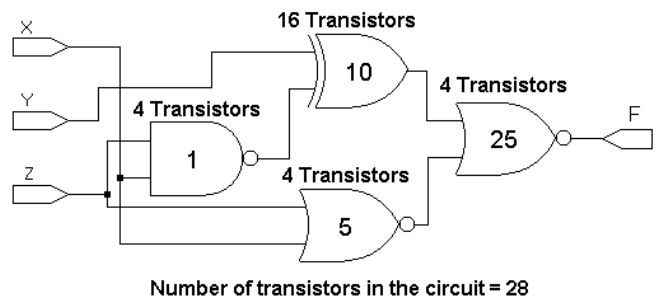 16 Transistors
X
10
4 Transistors
Y
4 Transistors
F
1
25
Z
4 Transistors
5
Number of transistors in the circuit = 28